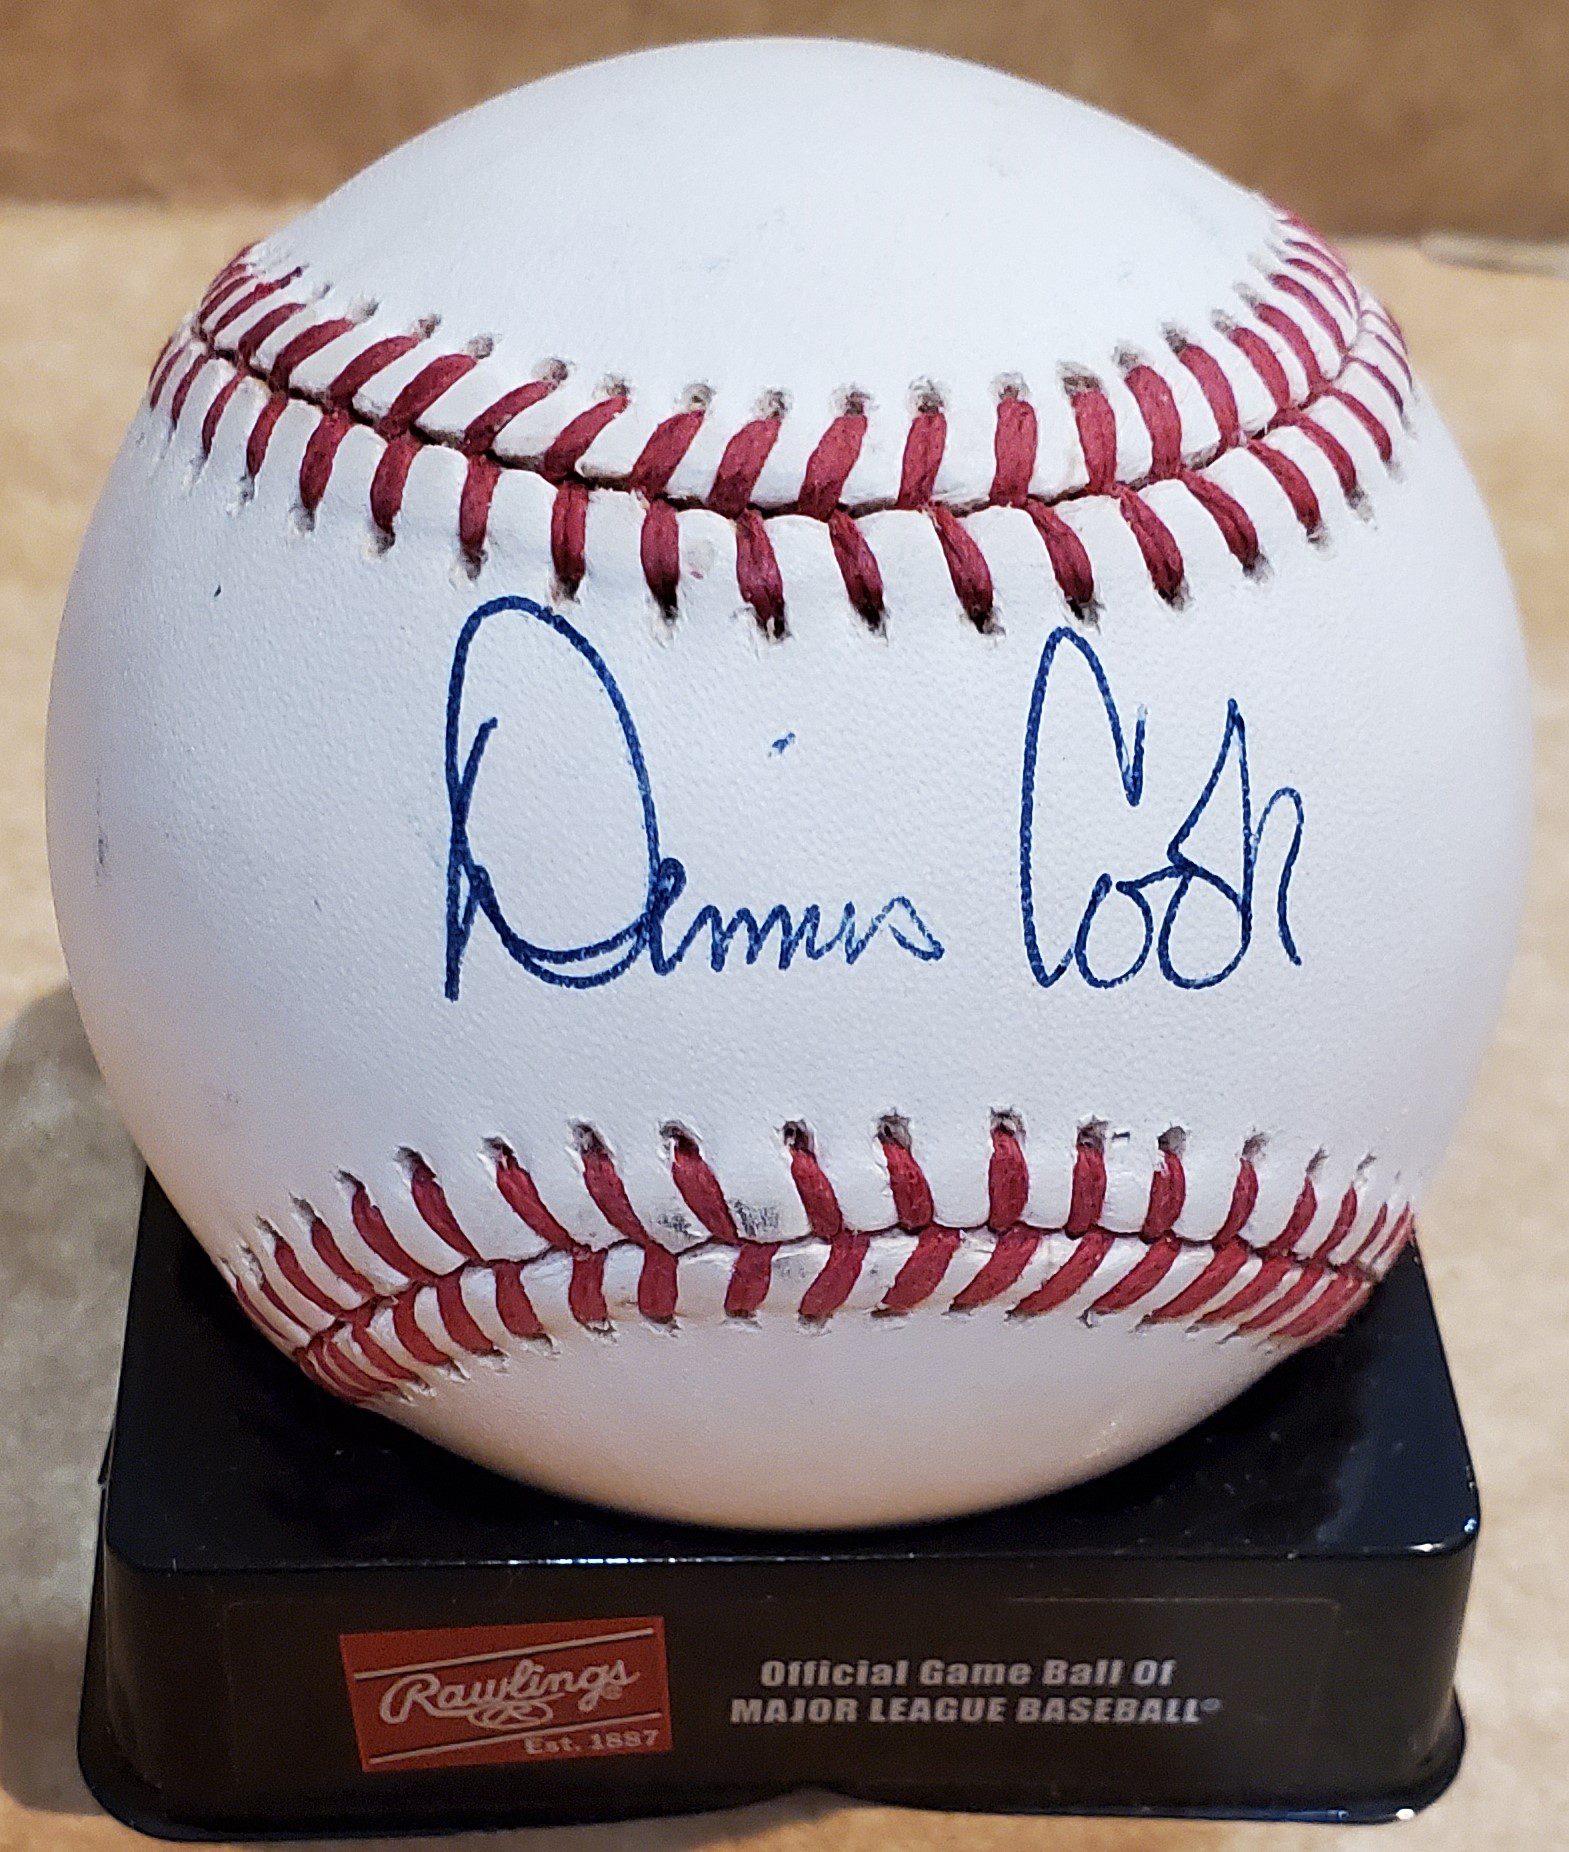 Dennis Cook
Rawlings®
Est. 1887
Official Game Ball Of
MAJOR LEAGUE BASEBALL®